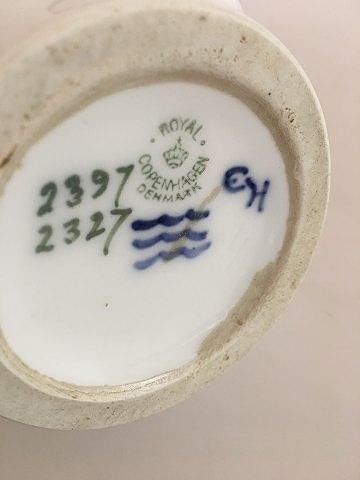 ROYAL
COPENHAGEN
DENMARK
2397
2327
EH